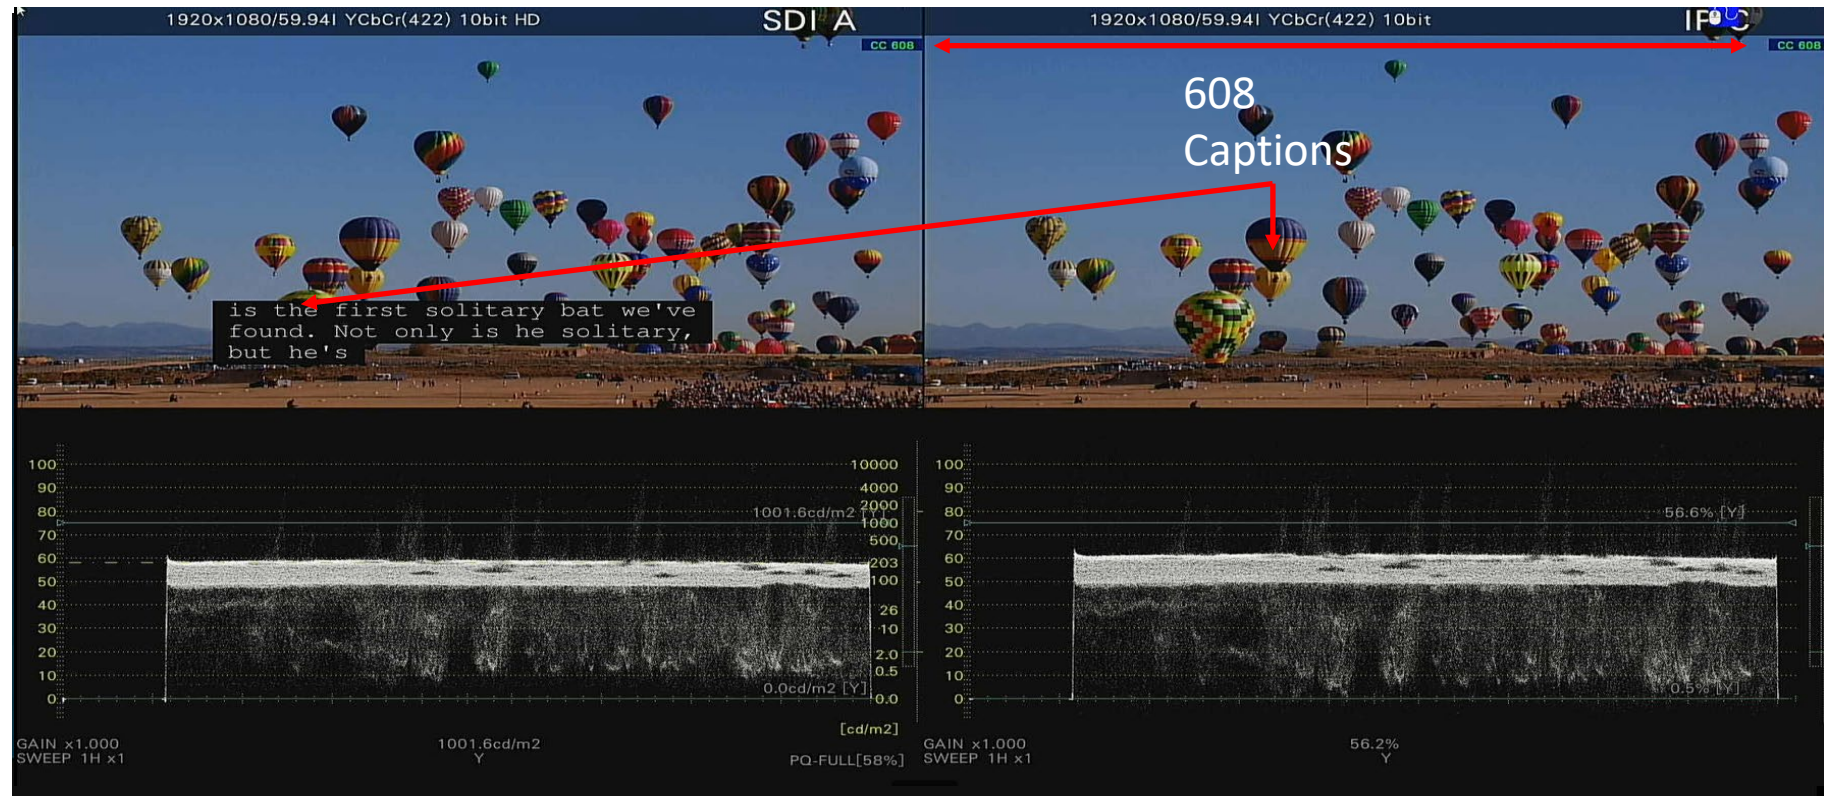 1920x1080/59.94I YCbCr(422) 10bit HD
SDI A
CC 608
1920x1080/59.94I YCbCr(422) 10bit
CC 608
608
Captions
is the first solitary bat we've
found. Not only is he solitary,
but he's
100
90
80
70
60
50
40
30
20
10
0
10000
4000
2000
1000
500
203
100
26
10
2.0
0.5
0.0
1001.6cd/m2 [Y]
0.0cd/m2 [Y]
[cd/m2]
GAIN x1.000
SWEEP 1H x1
1001.6cd/m2
Y
PQ-FULL[58%]
100
90
80
70
60
50
40
30
20
10
0
56.6% [Y]
0.5% [Y]
GAIN x1.000
SWEEP 1H x1
56.2%
Y